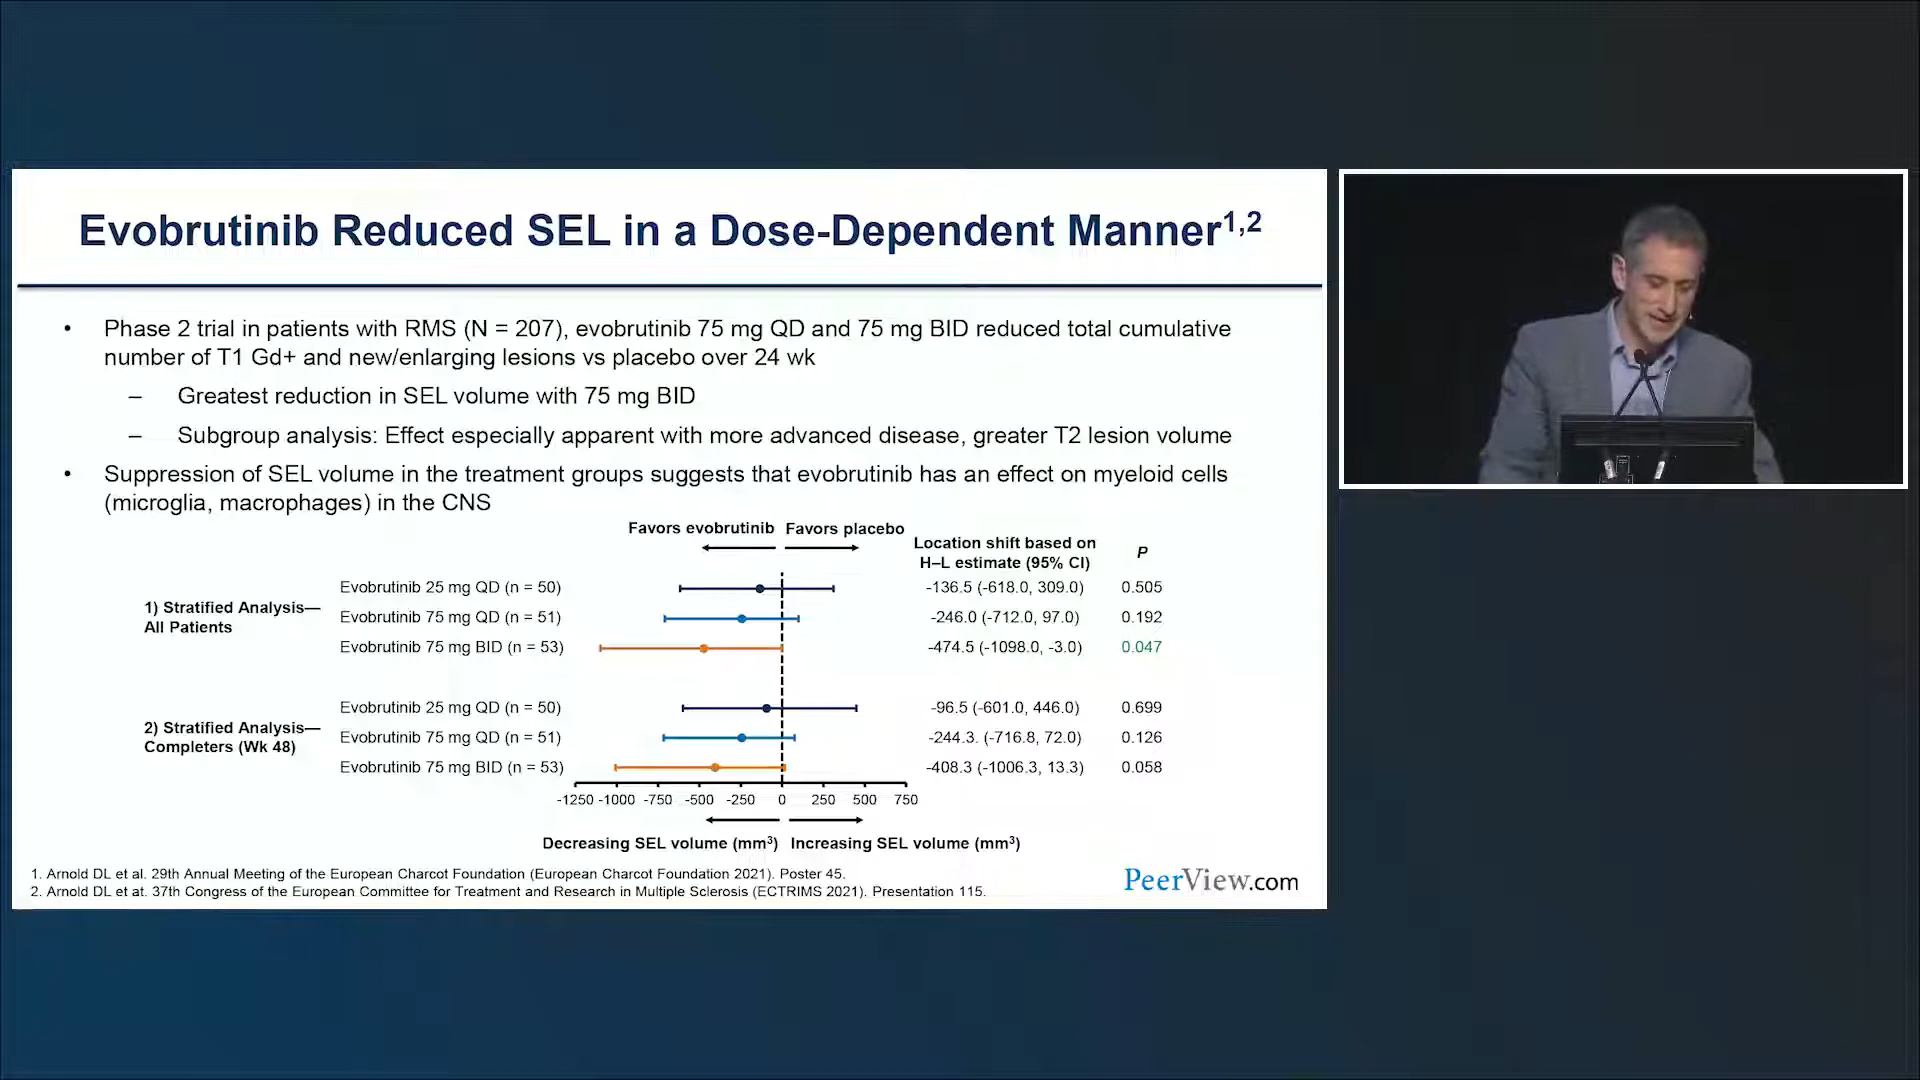 Evobrutinib Reduced SEL in a Dose-Dependent Manner1,2
• Phase 2 trial in patients with RMS (N = 207), evobrutinib 75 mg QD and 75 mg BID reduced total cumulative
number of T1 Gd+ and new/enlarging lesions vs placebo over 24 wk
– Greatest reduction in SEL volume with 75 mg BID
– Subgroup analysis: Effect especially apparent with more advanced disease, greater T2 lesion volume
• Suppression of SEL volume in the treatment groups suggests that evobrutinib has an effect on myeloid cells
(microglia, macrophages) in the CNS
Favors evobrutinib Favors placebo
Location shift based on
H–L estimate (95% CI)
P
1) Stratified Analysis—
All Patients
Evobrutinib 25 mg QD (n = 50) -136.5 (-618.0, 309.0) 0.505
Evobrutinib 75 mg QD (n = 51) -246.0 (-712.0, 97.0) 0.192
Evobrutinib 75 mg BID (n = 53) -474.5 (-1098.0, -3.0) 0.047
2) Stratified Analysis—
Completers (Wk 48)
Evobrutinib 25 mg QD (n = 50) -96.5 (-601.0, 446.0) 0.699
Evobrutinib 75 mg QD (n = 51) -244.3. (-716.8, 72.0) 0.126
Evobrutinib 75 mg BID (n = 53) -408.3 (-1006.3, 13.3) 0.058
-1250 -1000 -750 -500 -250 0 250 500 750
Decreasing SEL volume (mm3) Increasing SEL volume (mm3)
1. Arnold DL et al. 29th Annual Meeting of the European Charcot Foundation (European Charcot Foundation 2021). Poster 45.
2. Arnold DL et at. 37th Congress of the European Committee for Treatment and Research in Multiple Sclerosis (ECTRIMS 2021). Presentation 115.
PeerView.com